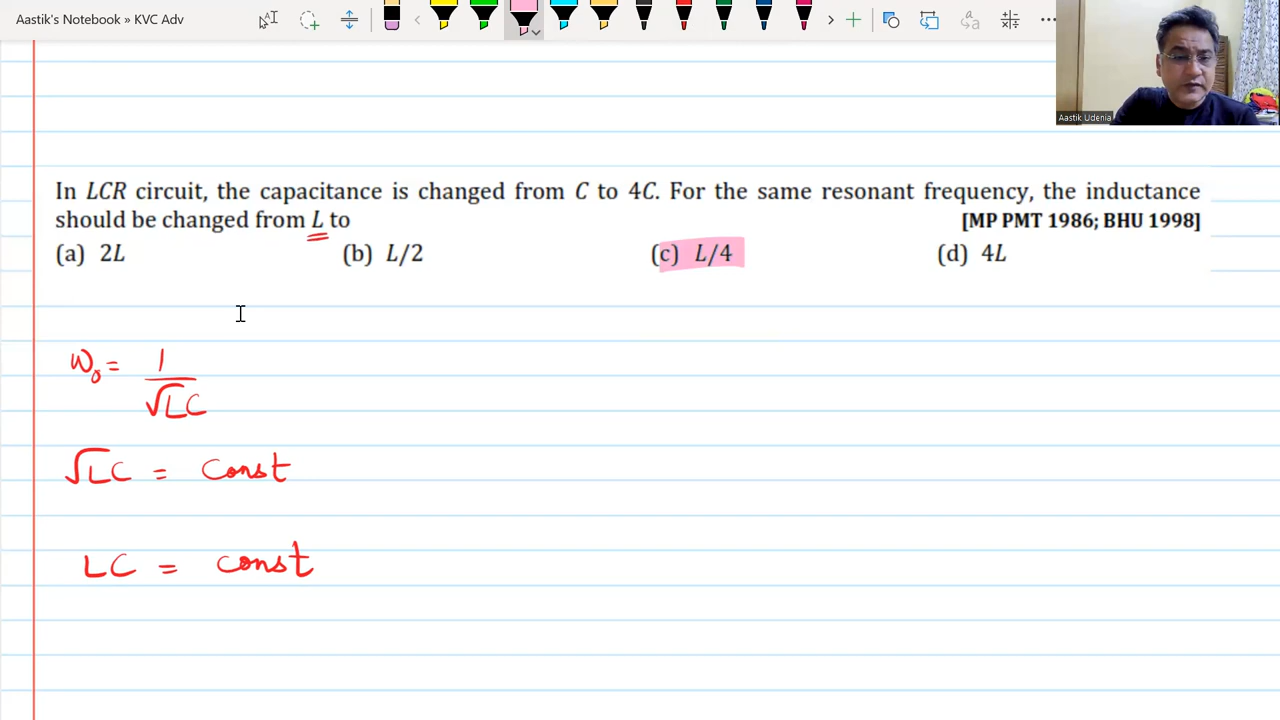 Aastik's Notebook » KVC Adv
Aastik Udenia
In LCR circuit, the capacitance is changed from C to 4C. For the same resonant frequency, the inductance
should be changed from L to [MP PMT 1986; BHU 1998]
(a) 2L (b) L/2 (c) L/4 (d) 4L
W₀ = 1/√LC
√LC = Const
LC = Const